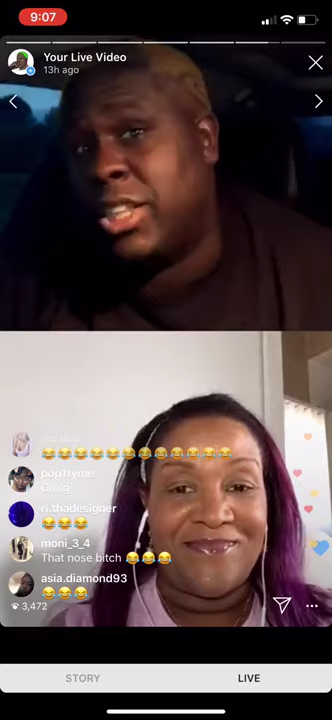 9:07
Your Live Video
13h ago
😂😂😂😂😂😂😂😂😂😂😂😂
pop1tyme
Gang
ri.thadesigner
😂😂😂
moni_3_4
That nose bitch 😂😂😂
asia.diamond93
😂😂😂
3,472
STORY
LIVE